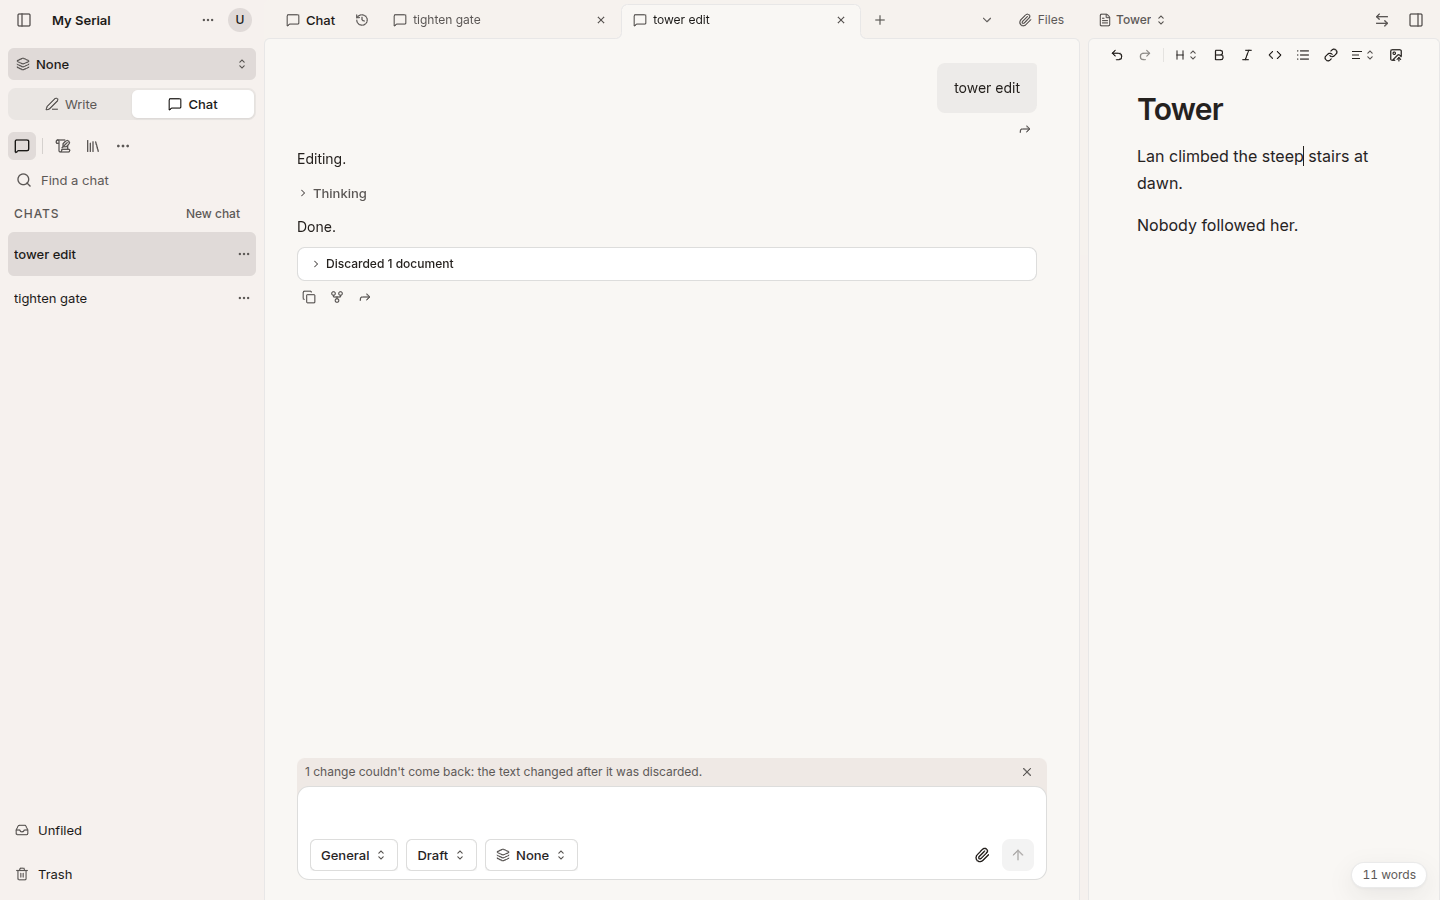 My Serial
U
None
Write
Chat
Find a chat
CHATS
New chat
tower edit
tighten gate
Unfiled
Trash
Chat
tighten gate
tower edit
Files
tower edit
Editing.
Thinking
Done.
Discarded 1 document
1 change couldn't come back: the text changed after it was discarded.
General
Draft
None
Tower
H
B
I
Tower
Lan climbed the steep stairs at
dawn.
Nobody followed her.
11 words